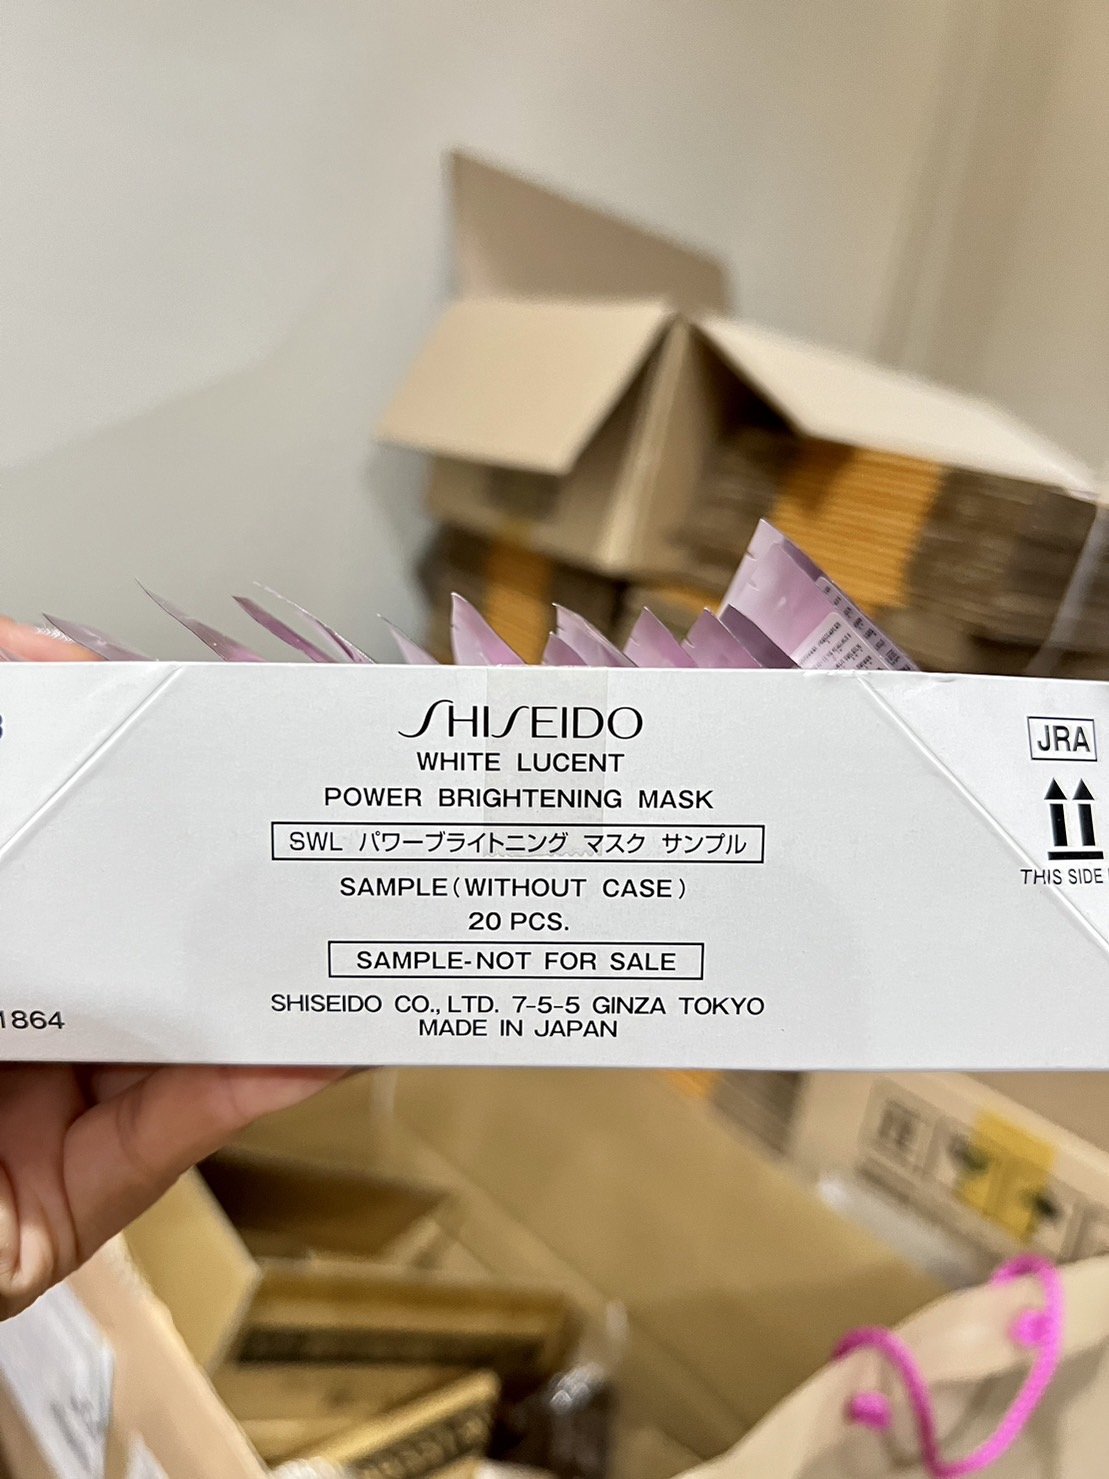 SHISEIDO
WHITE LUCENT
POWER BRIGHTENING MASK
SWL パワーブライトニング マスク サンプル
SAMPLE(WITHOUT CASE)
20 PCS.
SAMPLE-NOT FOR SALE
SHISEIDO CO., LTD. 7-5-5 GINZA TOKYO
MADE IN JAPAN
1864
JRA
THIS SIDE